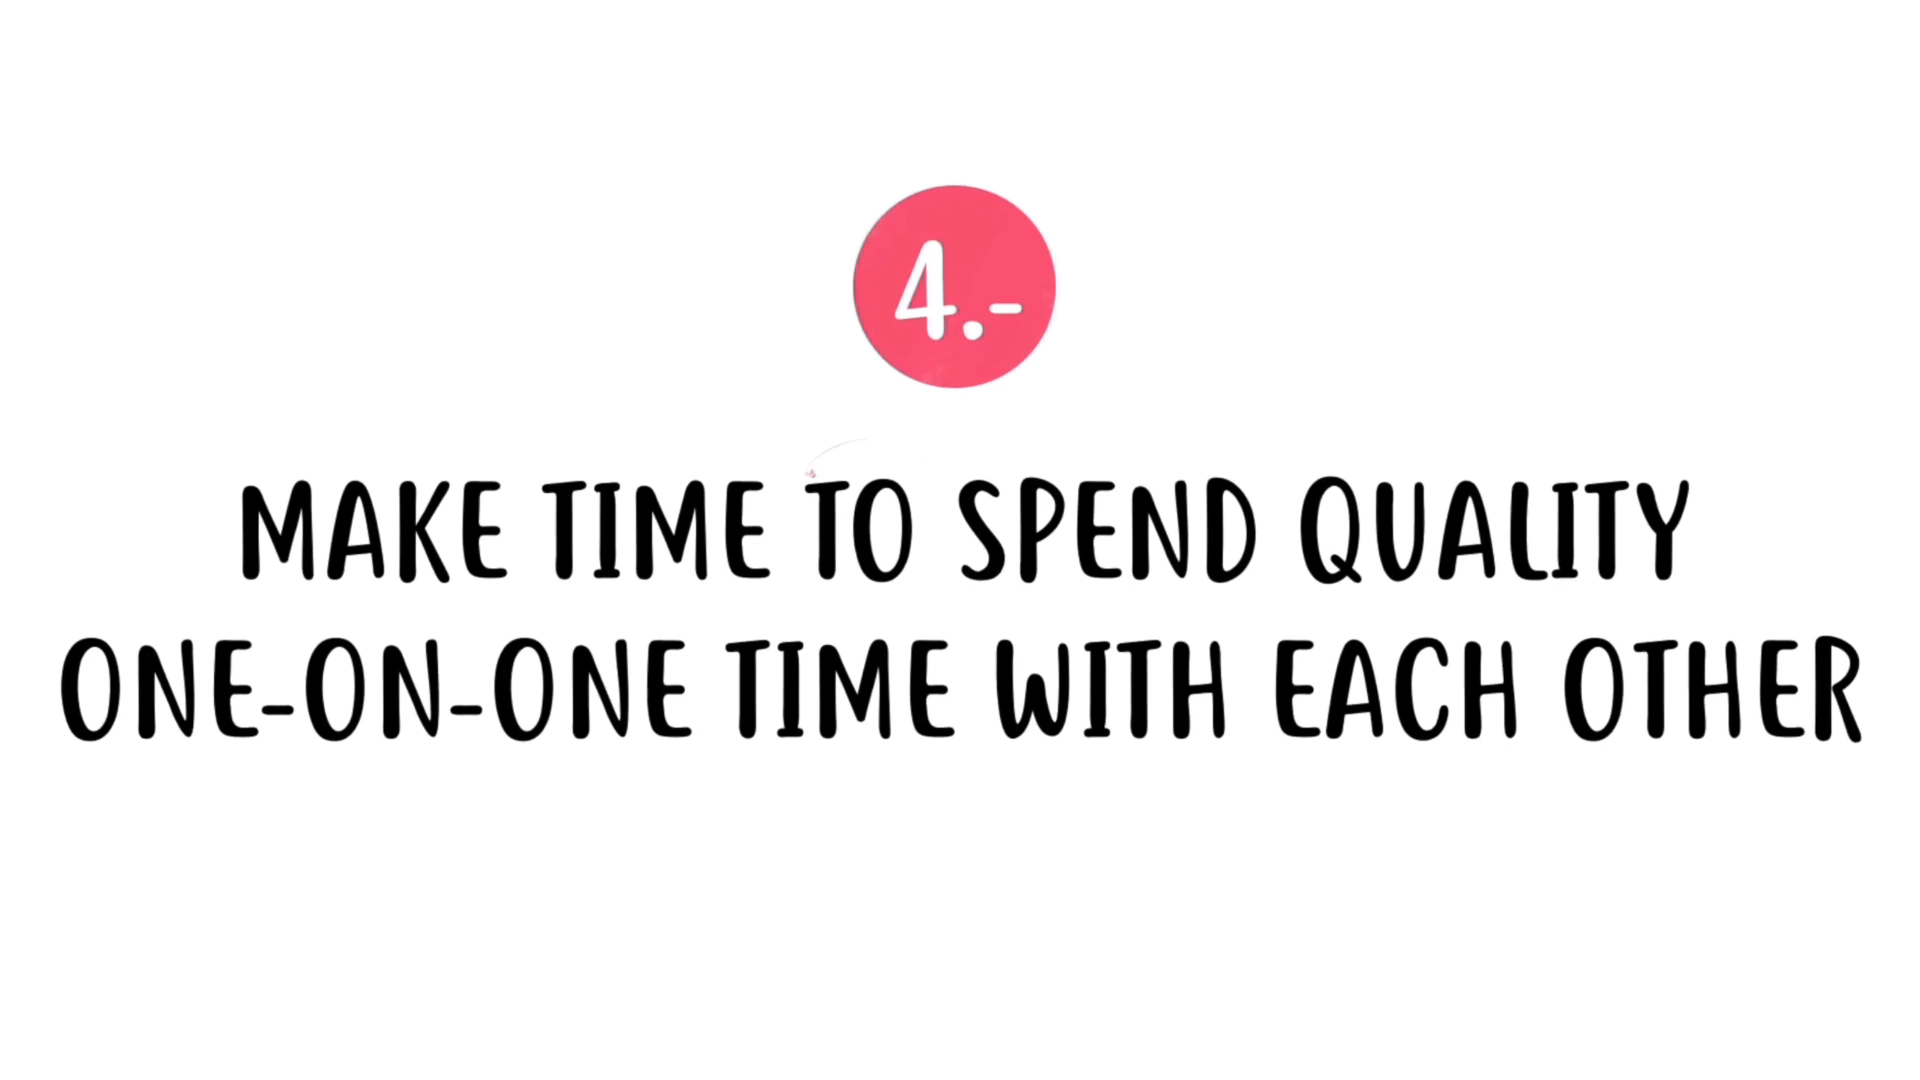 4.-
MAKE TIME TO SPEND QUALITY
ONE-ON-ONE TIME WITH EACH OTHER